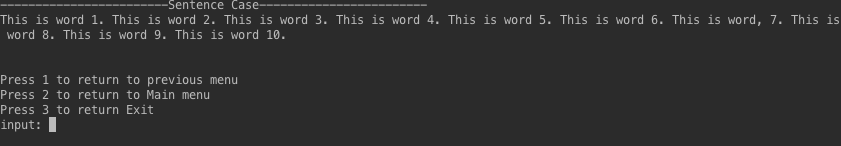 ------------------------Sentence Case------------------------
This is word 1. This is word 2. This is word 3. This is word 4. This is word 5. This is word 6. This is word, 7. This is
word 8. This is word 9. This is word 10.
Press 1 to return to previous menu
Press 2 to return to Main menu
Press 3 to return Exit
input: